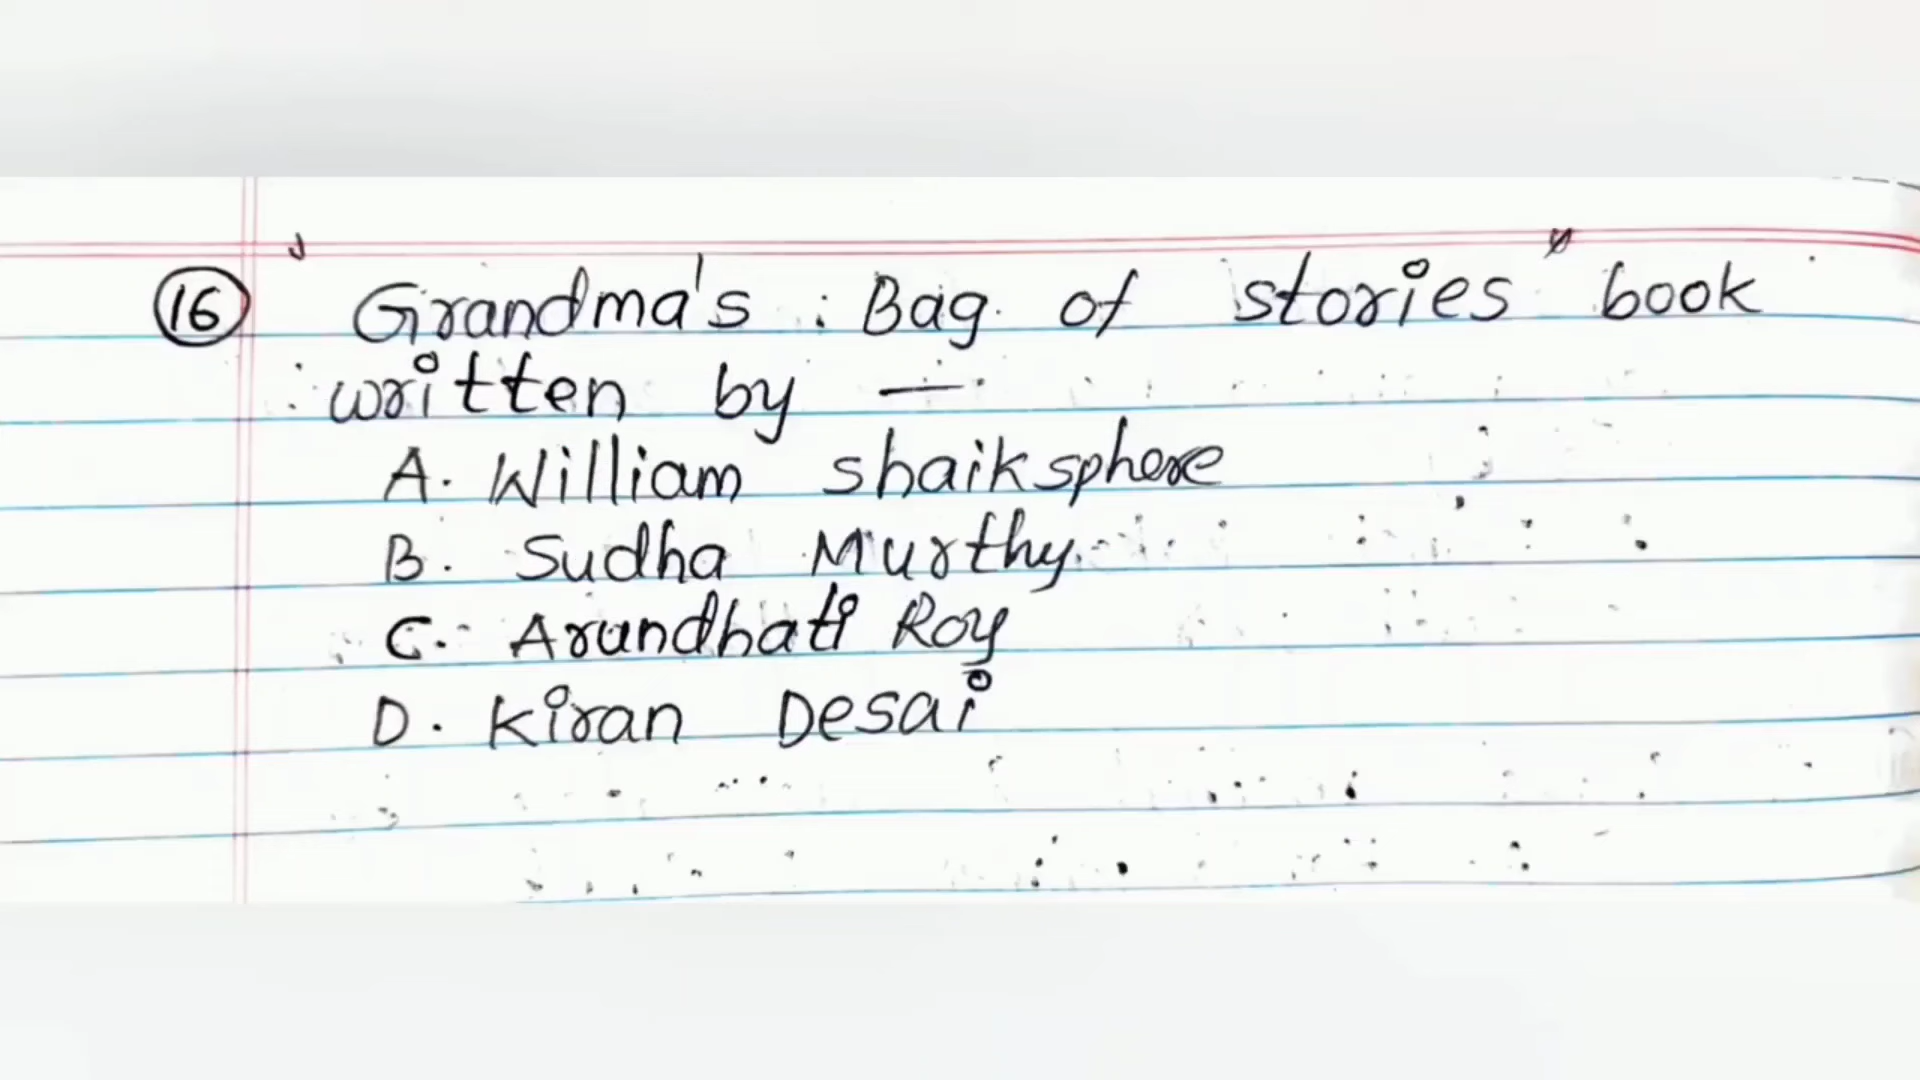 16 Grandma's Bag of stories" book
written by —
A. William shaiksphere
B. Sudha Murthy
C. Arundhati Roy
D. Kiran Desai